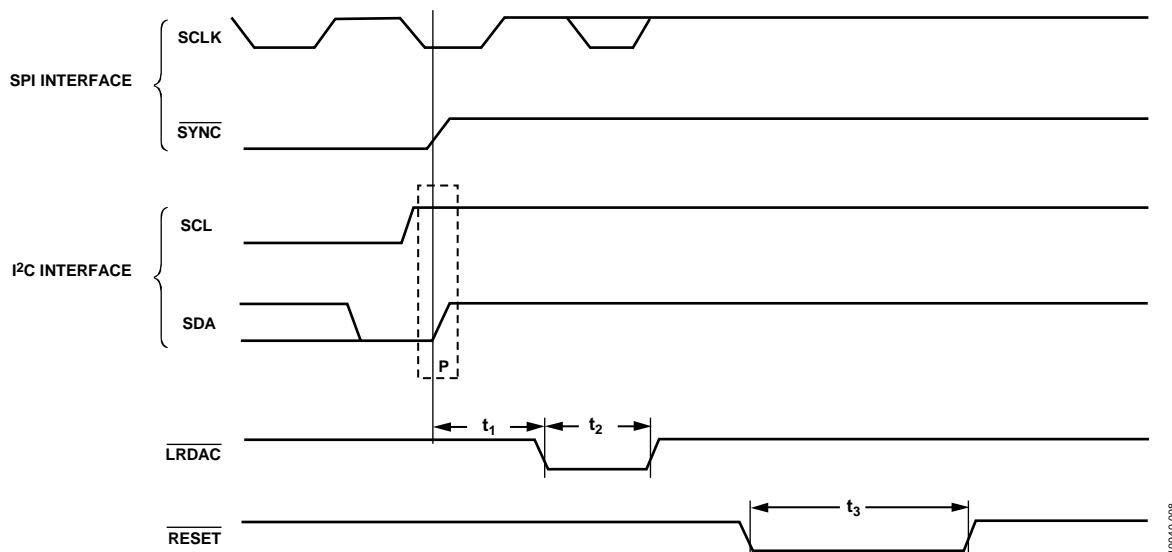 SCLK
SPI INTERFACE
SYNC
SCL
I²C INTERFACE
SDA
P
t₁
t₂
LRDAC
t₃
RESET